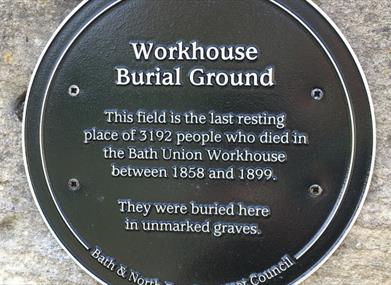 Workhouse
Burial Ground
This field is the last resting
place of 3192 people who died in
the Bath Union Workhouse
between 1858 and 1899.
They were buried here
in unmarked graves.
Bath & North Council